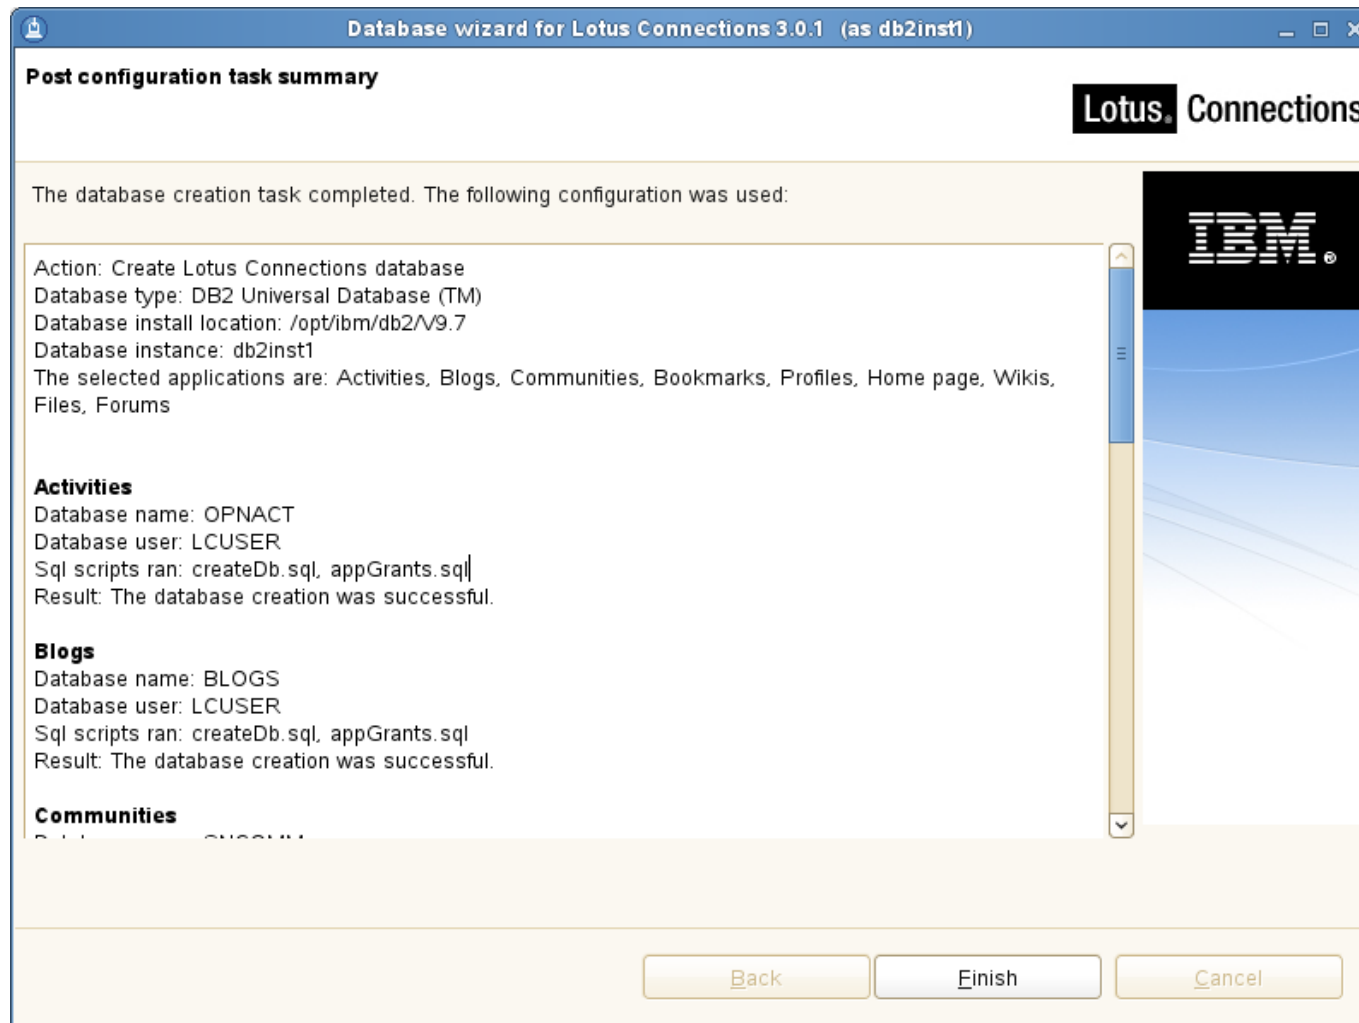 Database wizard for Lotus Connections 3.0.1 (as db2inst1)
Post configuration task summary
Lotus. Connections
The database creation task completed. The following configuration was used:
IBM®
Action: Create Lotus Connections database
Database type: DB2 Universal Database (TM)
Database install location: /opt/ibm/db2/V9.7
Database instance: db2inst1
The selected applications are: Activities, Blogs, Communities, Bookmarks, Profiles, Home page, Wikis,
Files, Forums
Activities
Database name: OPNACT
Database user: LCUSER
Sql scripts ran: createDb.sql, appGrants.sql
Result: The database creation was successful.
Blogs
Database name: BLOGS
Database user: LCUSER
Sql scripts ran: createDb.sql, appGrants.sql
Result: The database creation was successful.
Communities
Back
Finish
Cancel